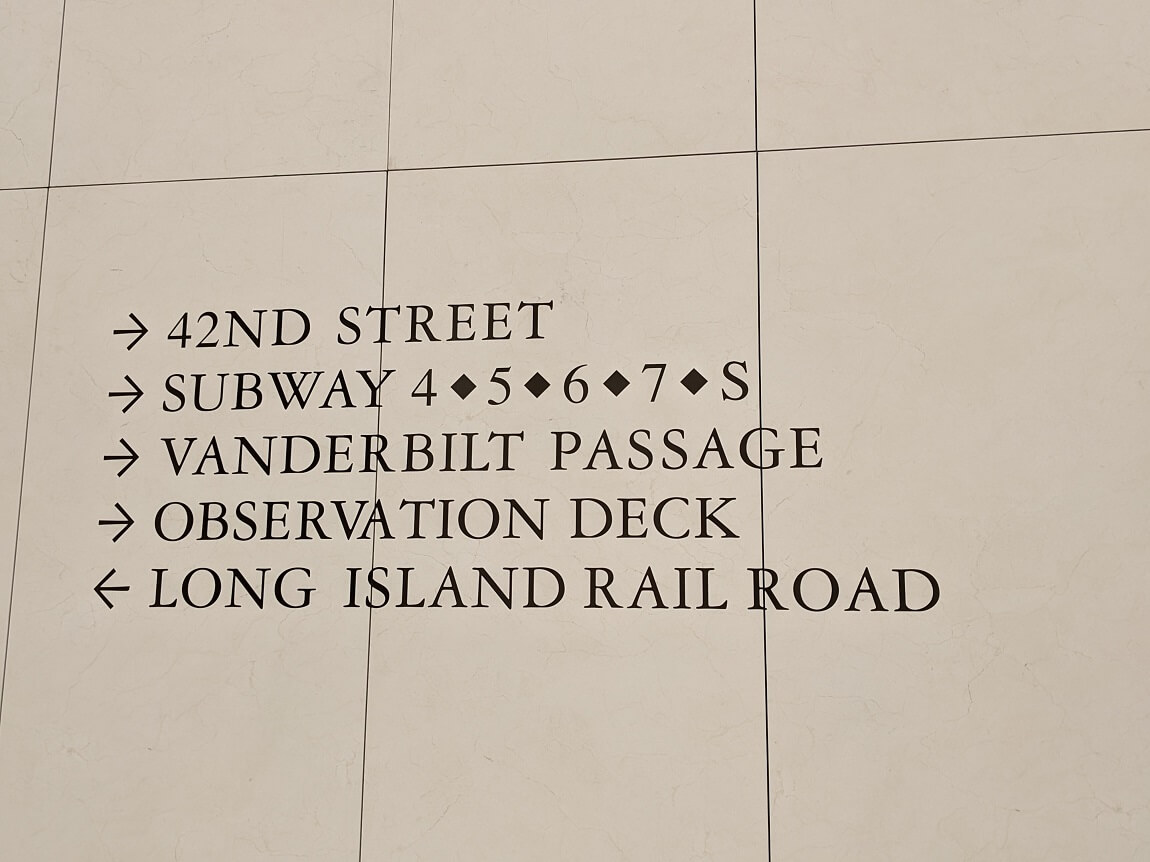 → 42ND STREET
→ SUBWAY 4◆5◆6◆7◆S
→ VANDERBILT PASSAGE
→ OBSERVATION DECK
← LONG ISLAND RAIL ROAD